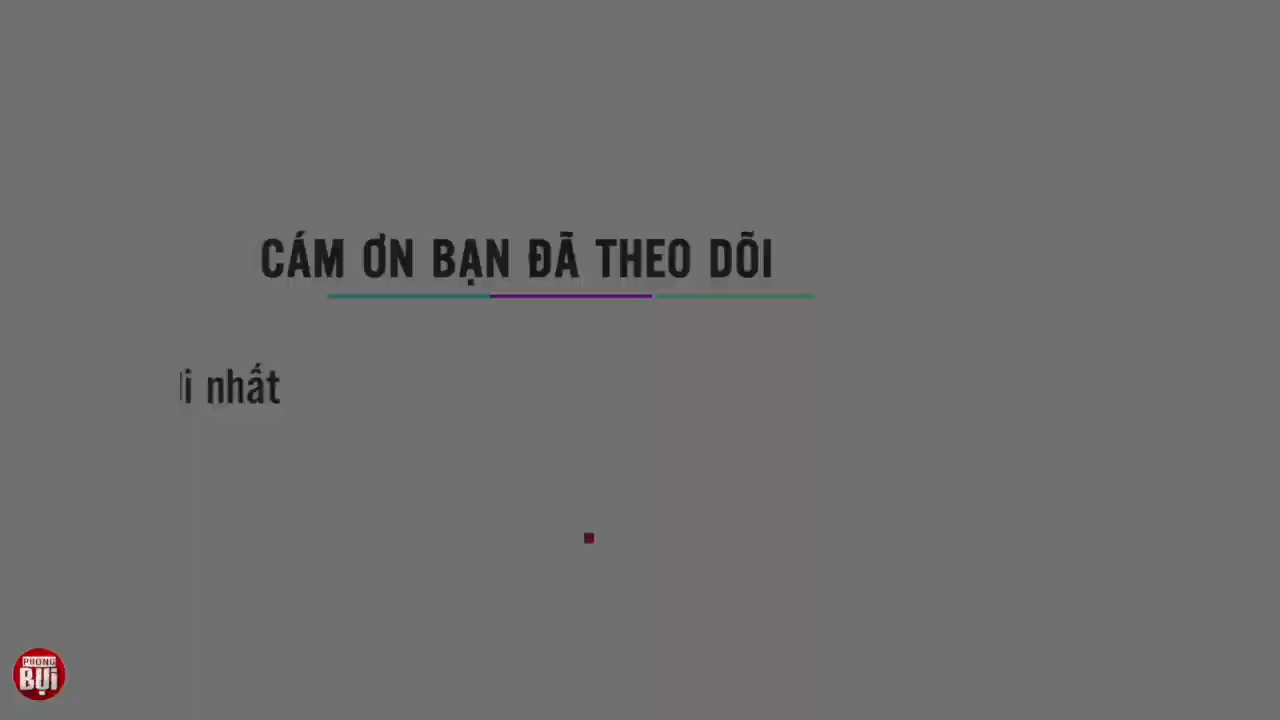 CÁM ƠN BẠN ĐÃ THEO DÕI
nhất
PHONG
BỤi